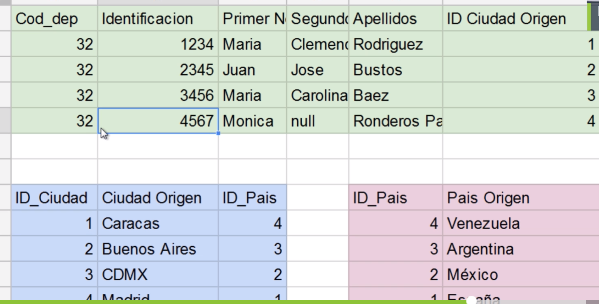 Cod_dep Identificacion Primer N Segund Apellidos ID Ciudad Origen
32 1234 Maria Clemen Rodriguez 1
32 2345 Juan Jose Bustos 2
32 3456 Maria Carolina Baez 3
32 4567 Monica null Ronderos Pa 4
ID_Ciudad Ciudad Origen ID_Pais ID_Pais Pais Origen
1 Caracas 4 4 Venezuela
2 Buenos Aires 3 3 Argentina
3 CDMX 2 2 México
4 Madrid 1 1 España